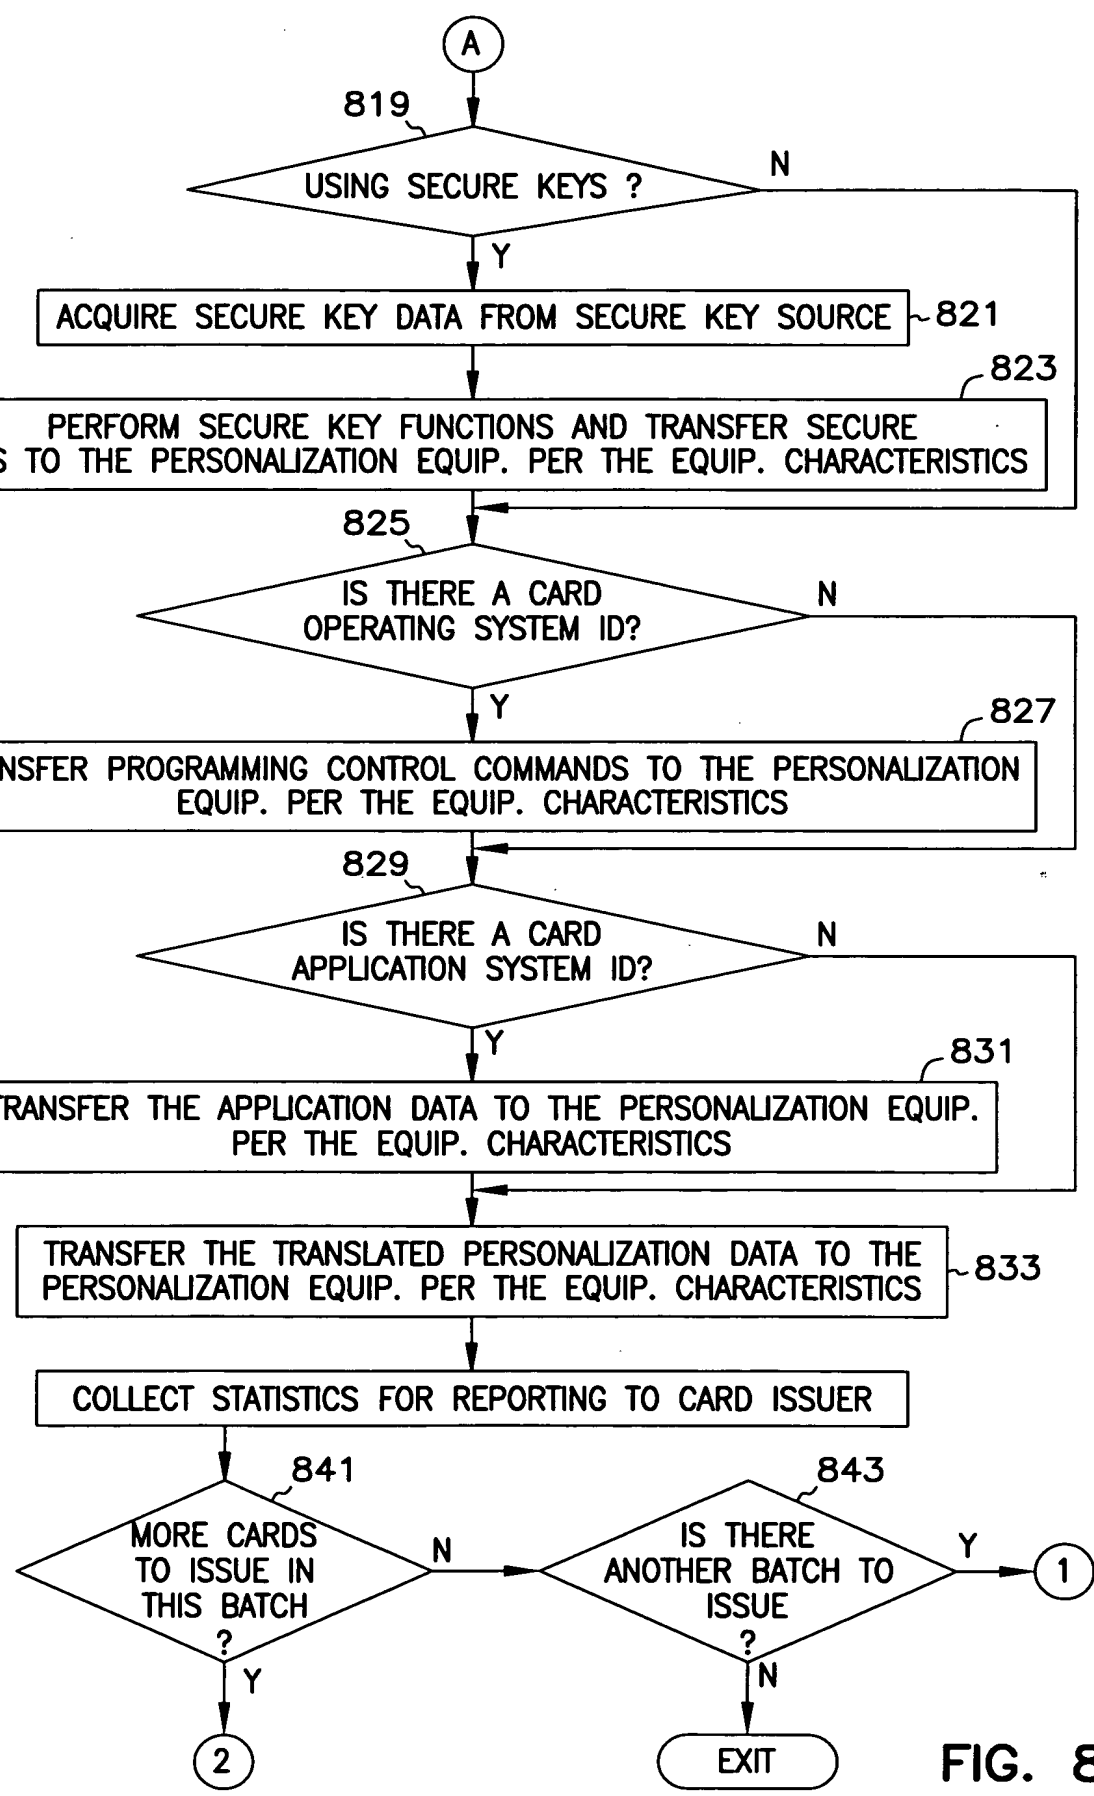 A
819
USING SECURE KEYS ?
N
Y
ACQUIRE SECURE KEY DATA FROM SECURE KEY SOURCE
821
823
PERFORM SECURE KEY FUNCTIONS AND TRANSFER SECURE
S TO THE PERSONALIZATION EQUIP. PER THE EQUIP. CHARACTERISTICS
825
IS THERE A CARD
OPERATING SYSTEM ID?
N
Y
827
NSFER PROGRAMMING CONTROL COMMANDS TO THE PERSONALIZATION
EQUIP. PER THE EQUIP. CHARACTERISTICS
829
IS THERE A CARD
APPLICATION SYSTEM ID?
N
Y
831
TRANSFER THE APPLICATION DATA TO THE PERSONALIZATION EQUIP.
PER THE EQUIP. CHARACTERISTICS
TRANSFER THE TRANSLATED PERSONALIZATION DATA TO THE
PERSONALIZATION EQUIP. PER THE EQUIP. CHARACTERISTICS
833
COLLECT STATISTICS FOR REPORTING TO CARD ISSUER
841
MORE CARDS
TO ISSUE IN
THIS BATCH
?
N
Y
2
843
IS THERE
ANOTHER BATCH TO
ISSUE
?
Y
1
N
EXIT
FIG. 8